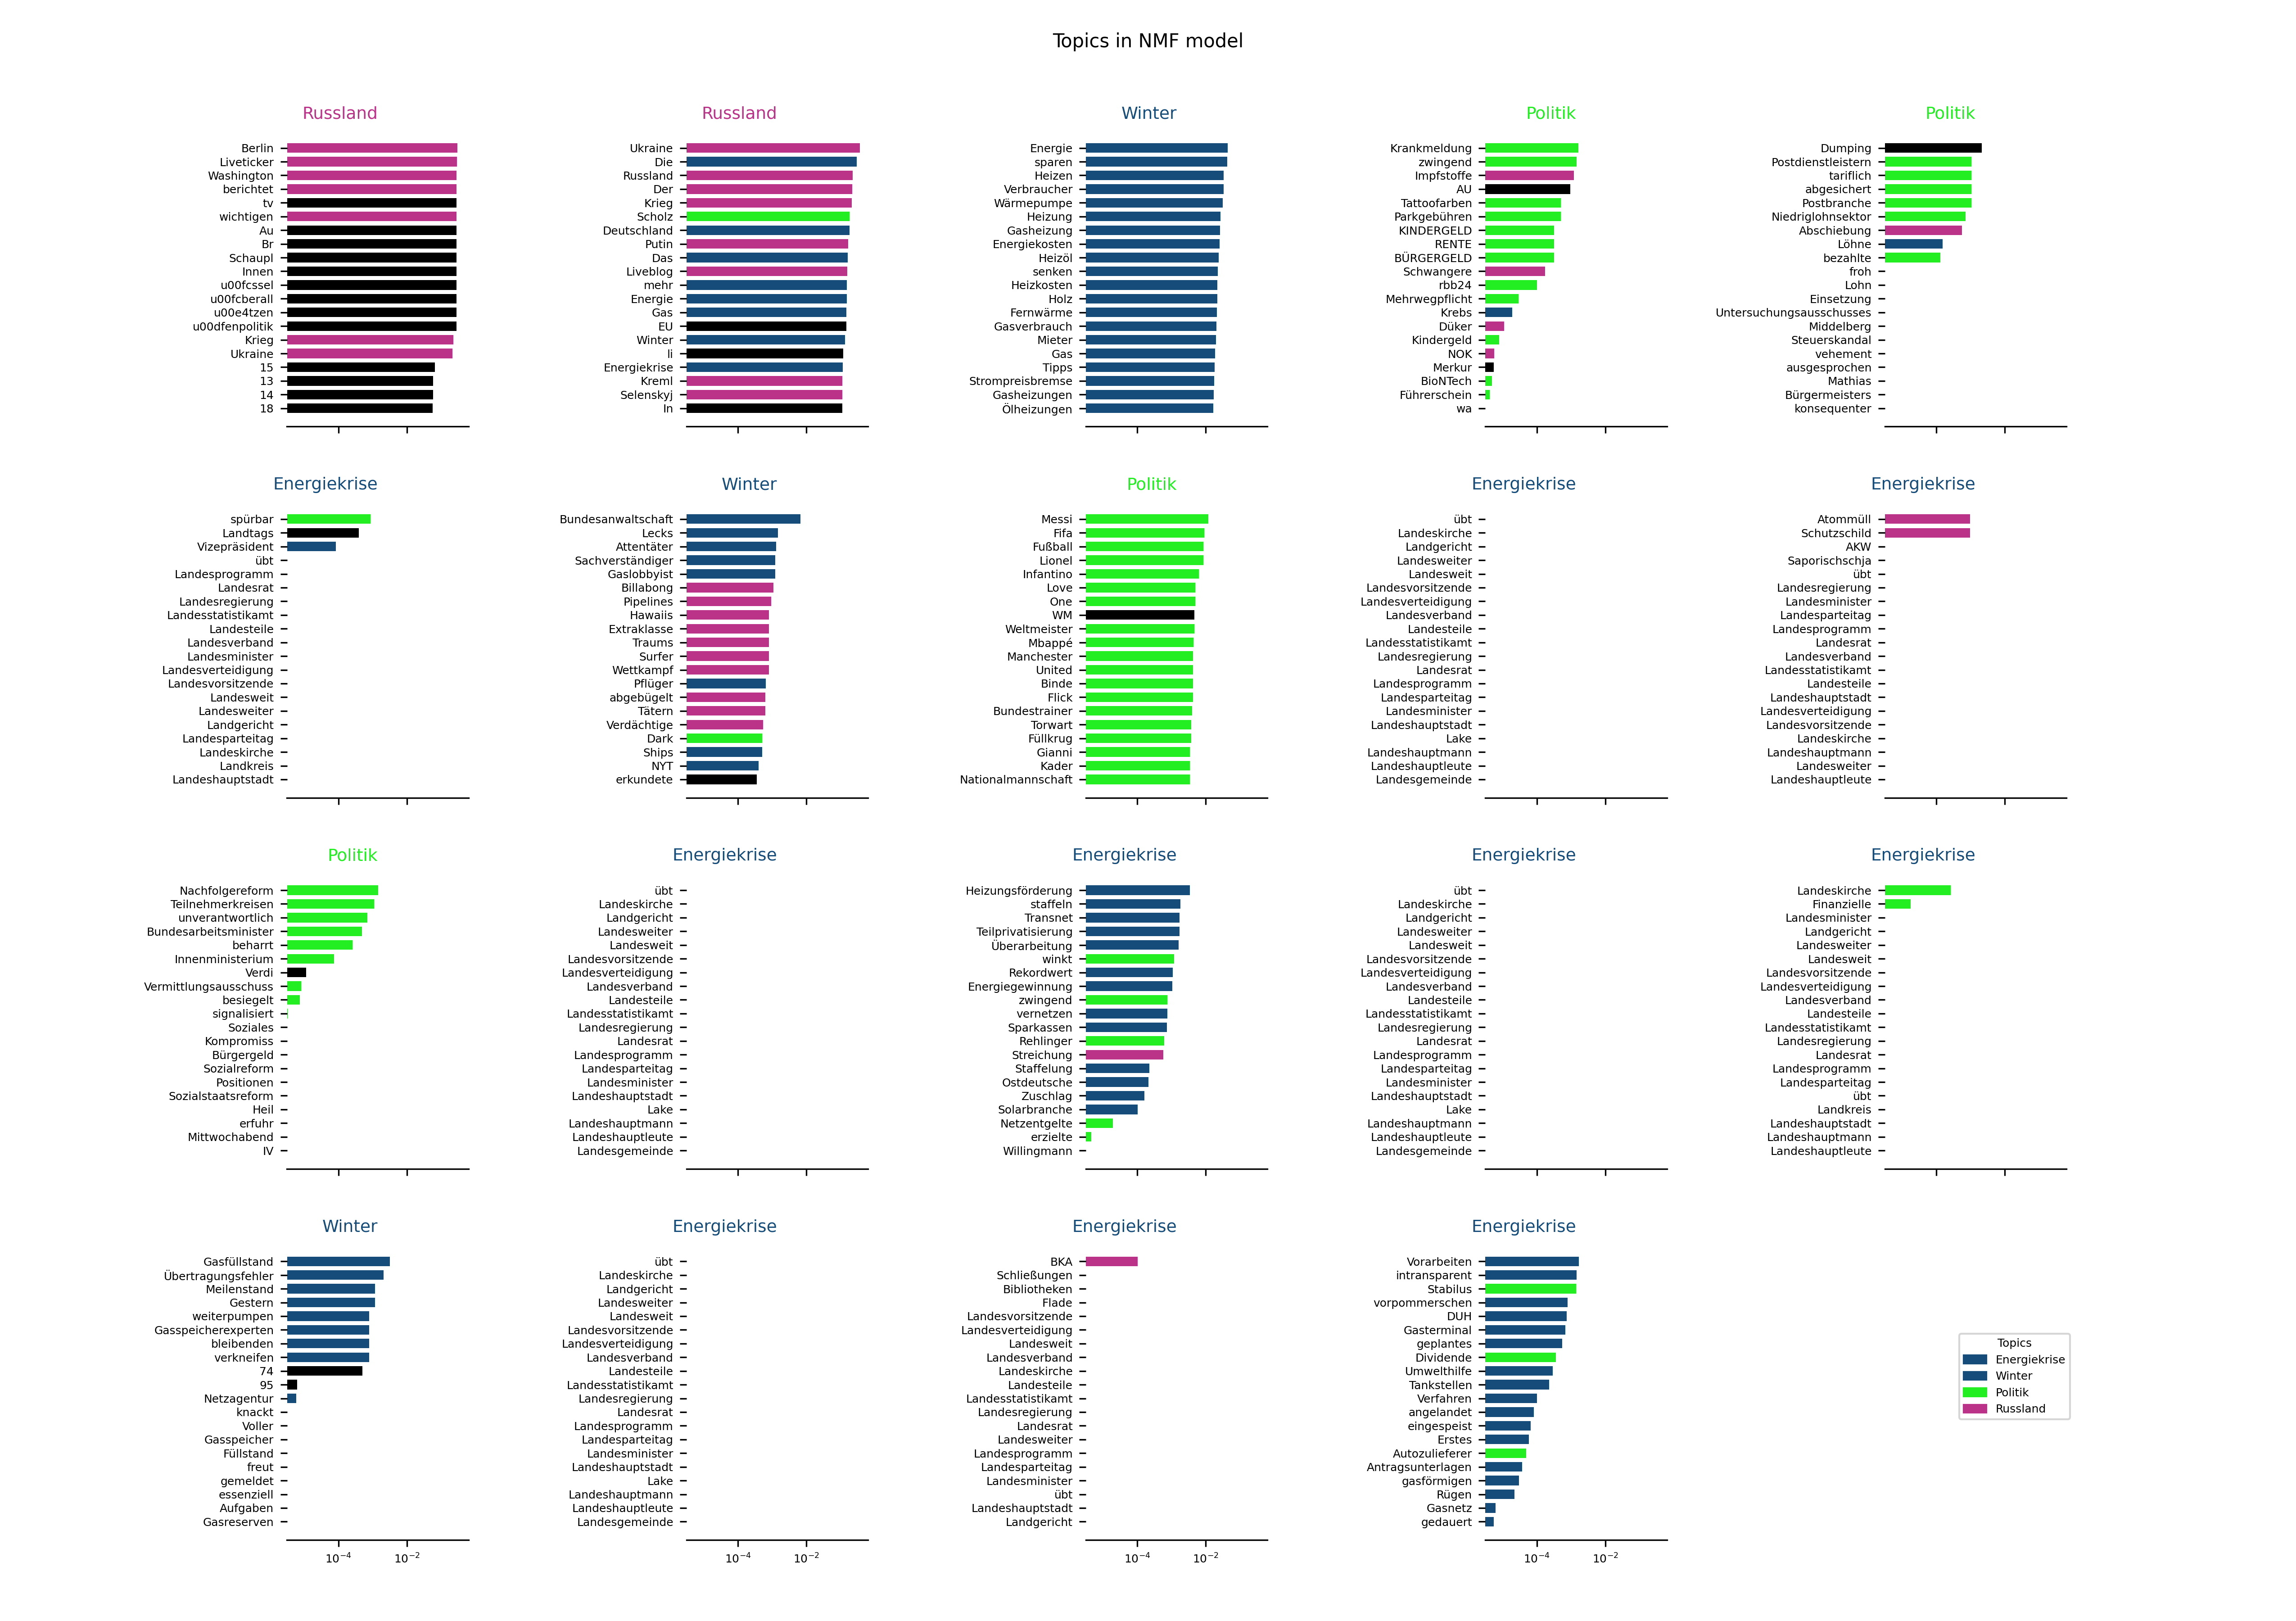 Topics in NMF model
Russland
Berlin
Liveticker
Washington
berichtet
tv
wichtigen
Au
Br
Schaupl
Innen
u00fcssel
u00fcberall
u00e4tzen
u00dfenpolitik
Krieg
Ukraine
15
13
14
18
Russland
Ukraine
Die
Russland
Der
Krieg
Scholz
Deutschland
Putin
Das
Liveblog
mehr
Energie
Gas
EU
Winter
li
Energiekrise
Kreml
Selenskyj
In
Winter
Energie
sparen
Heizen
Verbraucher
Wärmepumpe
Heizung
Gasheizung
Energiekosten
Heizöl
senken
Heizkosten
Holz
Fernwärme
Gasverbrauch
Mieter
Gas
Tipps
Strompreisbremse
Gasheizungen
Ölheizungen
Politik
Krankmeldung
zwingend
Impfstoffe
AU
Tattoofarben
Parkgebühren
KINDERGELD
RENTE
BÜRGERGELD
Schwangere
rbb24
Mehrwegpflicht
Krebs
Düker
Kindergeld
NOK
Merkur
BioNTech
Führerschein
wa
Politik
Dumping
Postdienstleistern
tariflich
abgesichert
Postbranche
Niedriglohnsektor
Abschiebung
Löhne
bezahlte
froh
Lohn
Einsetzung
Untersuchungsausschusses
Middelberg
Steuerskandal
vehement
ausgesprochen
Mathias
Bürgermeisters
konsequenter
Energiekrise
spürbar
Landtags
Vizepräsident
übt
Landesprogramm
Landesrat
Landesregierung
Landesstatistikamt
Landesteile
Landesverband
Landesminister
Landesverteidigung
Landesvorsitzende
Landesweit
Landesweiter
Landgericht
Landesparteitag
Landeskirche
Landkreis
Landeshauptstadt
Winter
Bundesanwaltschaft
Lecks
Attentäter
Sachverständiger
Gaslobbyist
Billabong
Pipelines
Hawaiis
Extraklasse
Traums
Surfer
Wettkampf
Pflüger
abgebügelt
Tätern
Verdächtige
Dark
Ships
NYT
erkundete
Politik
Messi
Fifa
Fußball
Lionel
Infantino
Love
One
WM
Weltmeister
Mbappé
Manchester
United
Binde
Flick
Bundestrainer
Torwart
Füllkrug
Gianni
Kader
Nationalmannschaft
Energiekrise
übt
Landeskirche
Landgericht
Landesweiter
Landesweit
Landesvorsitzende
Landesverteidigung
Landesverband
Landesteile
Landesstatistikamt
Landesregierung
Landesrat
Landesprogramm
Landesparteitag
Landesminister
Landeshauptstadt
Lake
Landeshauptmann
Landeshauptleute
Landesgemeinde
Energiekrise
Atommüll
Schutzschild
AKW
Saporischschja
übt
Landesregierung
Landesminister
Landesparteitag
Landesprogramm
Landesrat
Landesverband
Landesstatistikamt
Landesteile
Landeshauptstadt
Landesverteidigung
Landesvorsitzende
Landeskirche
Landeshauptmann
Landesweiter
Landeshauptleute
Politik
Nachfolgereform
Teilnehmerkreisen
unverantwortlich
Bundesarbeitsminister
beharrt
Innenministerium
Verdi
Vermittlungsausschuss
besiegelt
signalisiert
Soziales
Kompromiss
Bürgergeld
Sozialreform
Positionen
Sozialstaatsreform
Heil
erfuhr
Mittwochabend
IV
Energiekrise
übt
Landeskirche
Landgericht
Landesweiter
Landesweit
Landesvorsitzende
Landesverteidigung
Landesverband
Landesteile
Landesstatistikamt
Landesregierung
Landesrat
Landesprogramm
Landesparteitag
Landesminister
Landeshauptstadt
Lake
Landeshauptmann
Landeshauptleute
Landesgemeinde
Energiekrise
Heizungsförderung
staffeln
Transnet
Teilprivatisierung
Überarbeitung
winkt
Rekordwert
Energiegewinnung
zwingend
vernetzen
Sparkassen
Rehlinger
Streichung
Staffelung
Ostdeutsche
Zuschlag
Solarbranche
Netzentgelte
erzielte
Willingmann
Energiekrise
übt
Landeskirche
Landgericht
Landesweiter
Landesweit
Landesvorsitzende
Landesverteidigung
Landesverband
Landesteile
Landesstatistikamt
Landesregierung
Landesrat
Landesprogramm
Landesparteitag
Landesminister
Landeshauptstadt
Lake
Landeshauptmann
Landeshauptleute
Landesgemeinde
Energiekrise
Landeskirche
Finanzielle
Landesminister
Landgericht
Landesweiter
Landesweit
Landesvorsitzende
Landesverteidigung
Landesverband
Landesteile
Landesstatistikamt
Landesregierung
Landesrat
Landesprogramm
Landesparteitag
übt
Landkreis
Landeshauptstadt
Landeshauptmann
Landeshauptleute
Winter
Gasfüllstand
Übertragungsfehler
Meilenstand
Gestern
weiterpumpen
Gasspeicherexperten
bleibenden
verkneifen
74
95
Netzagentur
knackt
Voller
Gasspeicher
Füllstand
freut
gemeldet
essenziell
Aufgaben
Gasreserven
10⁻⁴ 10⁻²
Energiekrise
übt
Landeskirche
Landgericht
Landesweiter
Landesweit
Landesvorsitzende
Landesverteidigung
Landesverband
Landesteile
Landesstatistikamt
Landesregierung
Landesrat
Landesprogramm
Landesparteitag
Landesminister
Landeshauptstadt
Lake
Landeshauptmann
Landeshauptleute
Landesgemeinde
10⁻⁴ 10⁻²
Energiekrise
BKA
Schließungen
Bibliotheken
Flade
Landesvorsitzende
Landesverteidigung
Landesweit
Landesverband
Landeskirche
Landesteile
Landesstatistikamt
Landesregierung
Landesrat
Landesweiter
Landesprogramm
Landesparteitag
Landesminister
übt
Landeshauptstadt
Landgericht
10⁻⁴ 10⁻²
Energiekrise
Vorarbeiten
intransparent
Stabilus
vorpommerschen
DUH
Gasterminal
geplantes
Dividende
Umwelthilfe
Tankstellen
Verfahren
angelandet
eingespeist
Erstes
Autozulieferer
Antragsunterlagen
gasförmigen
Rügen
Gasnetz
gedauert
10⁻⁴ 10⁻²
Topics
Energiekrise
Winter
Politik
Russland